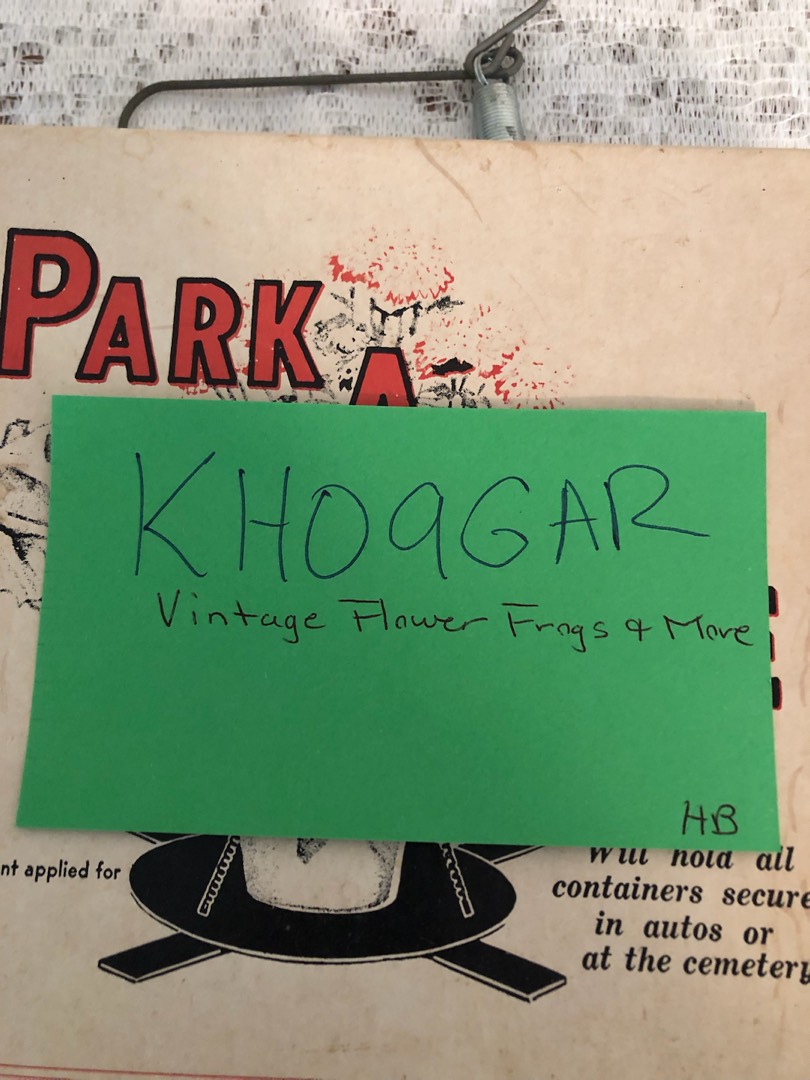 PARK
A
KHO9GAR
Vintage Flower Frogs & More
HB
nt applied for
Will hold all
containers secure
in autos or
at the cemetery